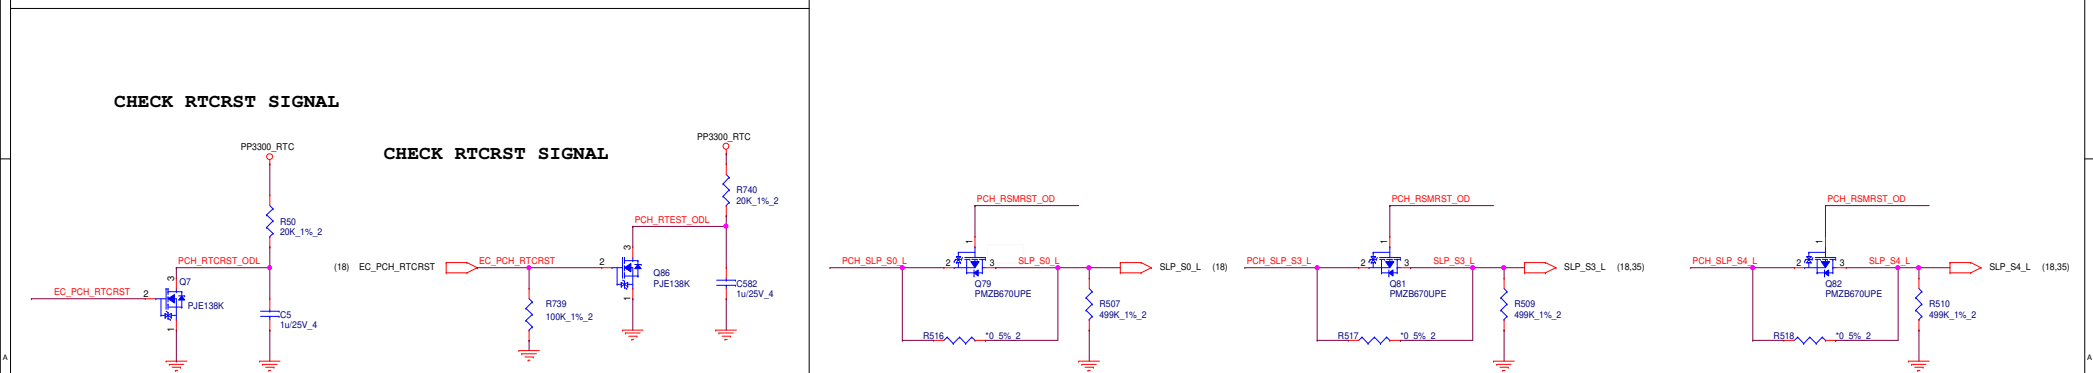 CHECK RTCRST SIGNAL
PP3300_RTC
R50
20K_1%_2
PCH_RTCRST_ODL
Q7
3
EC_PCH_RTCRST
2
PJE138K
1
C5
1u/25V_4
CHECK RTCRST SIGNAL
PP3300_RTC
R740
20K_1%_2
PCH_RTEST_ODL
3
(18) EC_PCH_RTCRST
EC_PCH_RTCRST
2
Q86
PJE138K
1
R739
100K_1%_2
C582
1u/25V_4
PCH_RSMRST_OD
1
PCH_SLP_S0_L
2
3
SLP_S0_L
SLP_S0_L (18)
Q79
PMZB670UPE
R507
499K_1%_2
R516
*0_5%_2
PCH_RSMRST_OD
1
PCH_SLP_S3_L
2
3
SLP_S3_L
SLP_S3_L (18,35)
Q81
PMZB670UPE
R509
499K_1%_2
R517
*0_5%_2
PCH_RSMRST_OD
1
PCH_SLP_S4_L
2
3
SLP_S4_L
SLP_S4_L (18,35)
Q82
PMZB670UPE
R510
499K_1%_2
R518
*0_5%_2
A
A